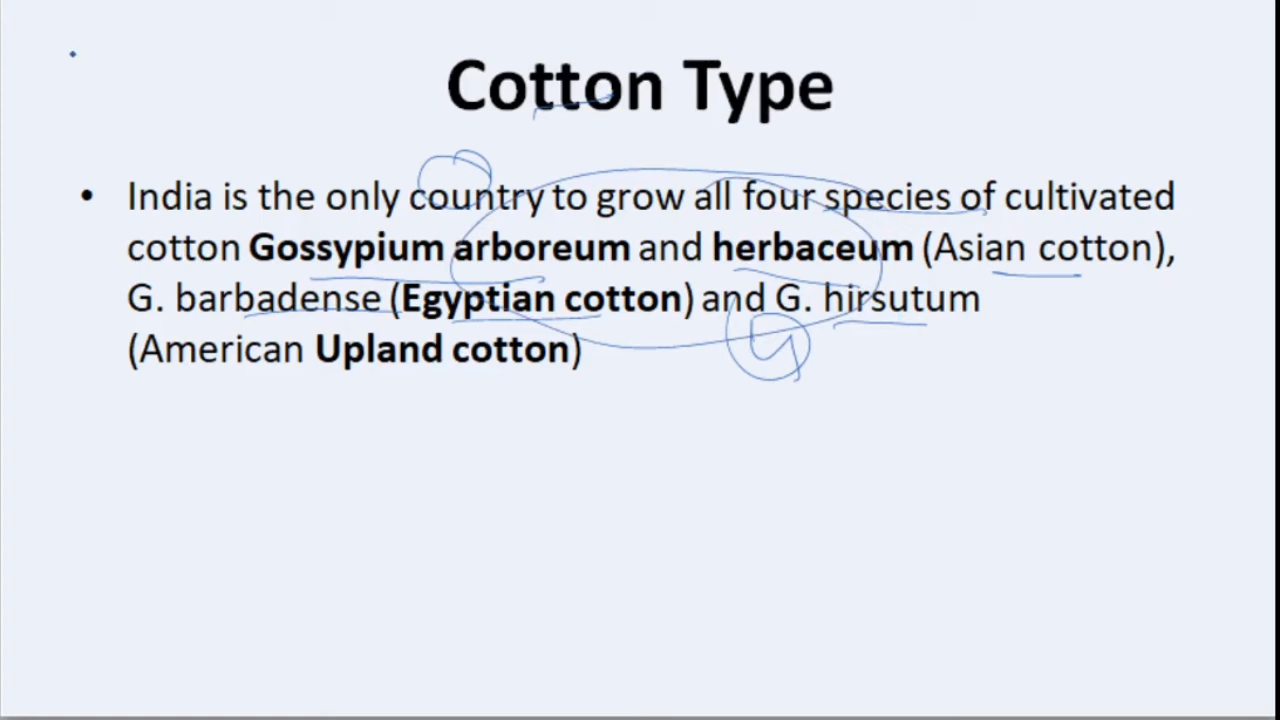 Cotton Type
• India is the only country to grow all four species of cultivated
cotton Gossypium arboreum and herbaceum (Asian cotton),
G. barbadense (Egyptian cotton) and G. hirsutum
(American Upland cotton)